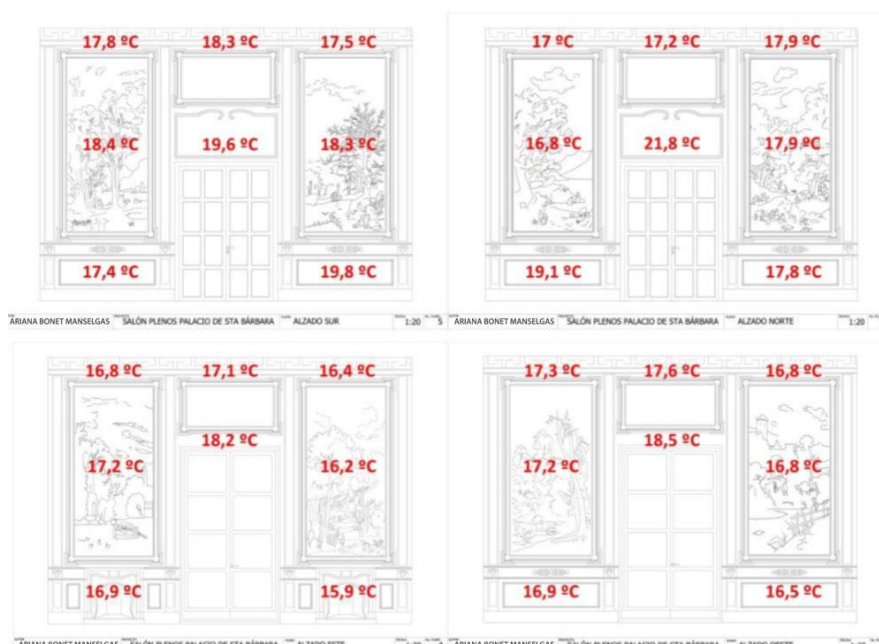 17,8 ºC 18,3 ºC 17,5 ºC
18,4 ºC 19,6 ºC 18,3 ºC
17,4 ºC 19,8 ºC
ARIANA BONET MANSELGAS SALÓN PLENOS PALACIO DE STA BÁRBARA ALZADO SUR 1:20 5
17 ºC 17,2 ºC 17,9 ºC
16,8 ºC 21,8 ºC 17,9 ºC
19,1 ºC 17,8 ºC
ARIANA BONET MANSELGAS SALÓN PLENOS PALACIO DE STA BÁRBARA ALZADO NORTE 1:20
16,8 ºC 17,1 ºC 16,4 ºC
18,2 ºC
17,2 ºC 16,2 ºC
16,9 ºC 15,9 ºC
ARIANA BONET MANSELGAS SALÓN PLENOS PALACIO DE STA BÁRBARA ALZADO
17,3 ºC 17,6 ºC 16,8 ºC
18,5 ºC
17,2 ºC 16,8 ºC
16,9 ºC 16,5 ºC
ARIANA BONET MANSELGAS SALÓN PLENOS PALACIO DE STA BÁRBARA ALZADO